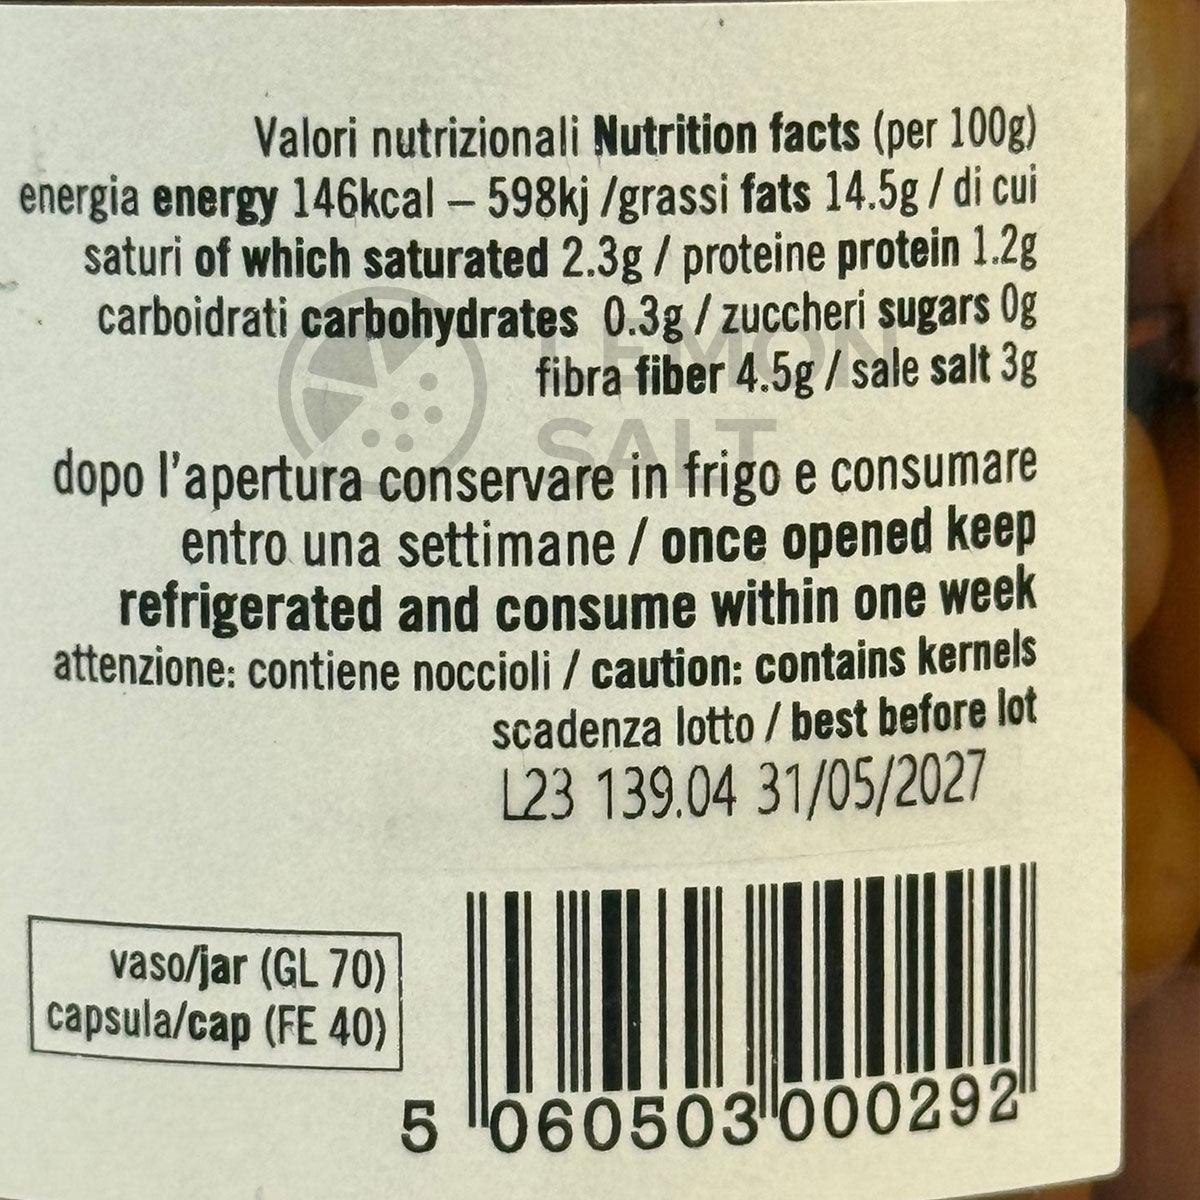 Valori nutrizionali Nutrition facts (per 100g)
energia energy 146kcal – 598kj /grassi fats 14.5g / di cui
saturi of which saturated 2.3g / proteine protein 1.2g
carboidrati carbohydrates 0.3g / zuccheri sugars 0g
fibra fiber 4.5g / sale salt 3g
LEMON
SALT
dopo l'apertura conservare in frigo e consumare
entro una settimane / once opened keep
refrigerated and consume within one week
attenzione: contiene noccioli / caution: contains kernels
scadenza lotto / best before lot
L23 139.04 31/05/2027
vaso/jar (GL 70)
capsula/cap (FE 40)
5 060503 000292